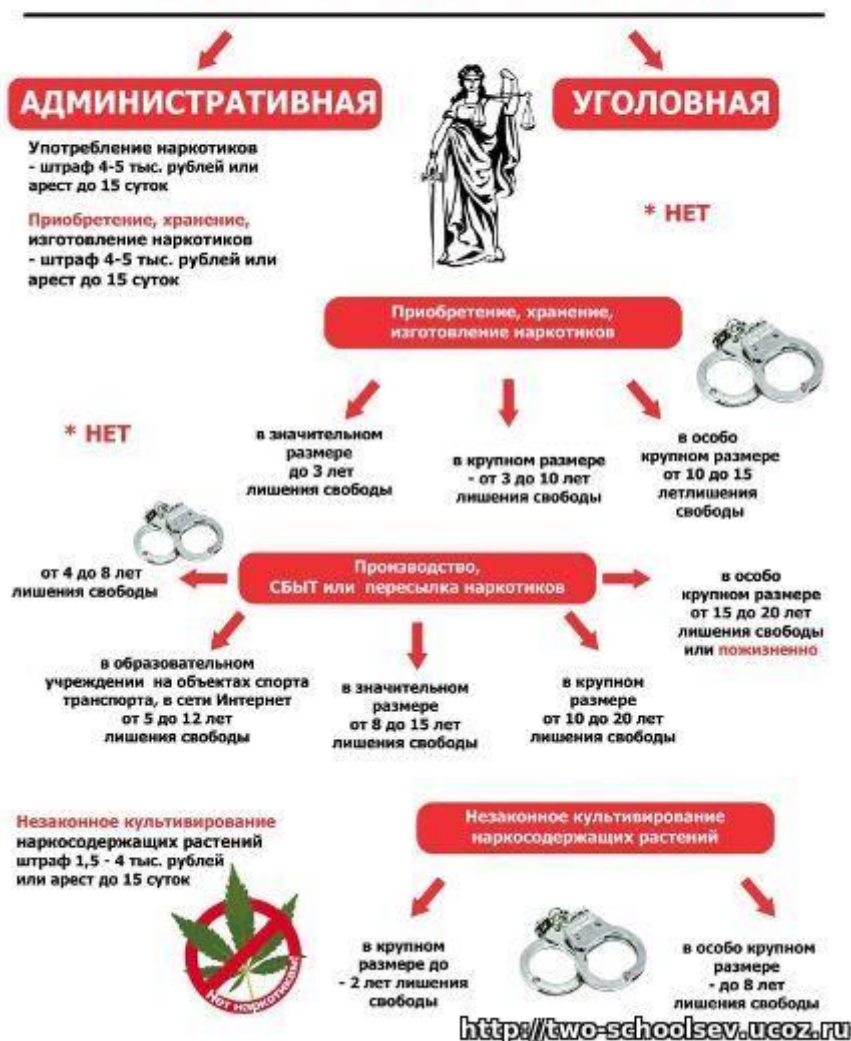 АДМИНИСТРАТИВНАЯ
Употребление наркотиков
- штраф 4-5 тыс. рублей или
арест до 15 суток
Приобретение, хранение,
изготовление наркотиков
- штраф 4-5 тыс. рублей или
арест до 15 суток
УГОЛОВНАЯ
* НЕТ
Приобретение, хранение,
изготовление наркотиков
* НЕТ
в значительном
размере
до 3 лет
лишения свободы
в крупном размере
- от 3 до 10 лет
лишения свободы
в особо
крупном размере
от 10 до 15
летлишения
свободы
Производство,
СБЫТ или пересылка наркотиков
от 4 до 8 лет
лишения свободы
в образовательном
учреждении на объектах спорта
транспорта, в сети Интернет
от 5 до 12 лет
лишения свободы
в значительном
размере
от 8 до 15 лет
лишения свободы
в крупном
размере
от 10 до 20 лет
лишения свободы
в особо
крупном размере
от 15 до 20 лет
лишения свободы
или пожизненно
Незаконное культивирование
наркосодержащих растений
штраф 1,5 - 4 тыс. рублей
или арест до 15 суток
Нет наркотикам!
Незаконное культивирование
наркосодержащих растений
в крупном
размере до
- 2 лет лишения
свободы
в особо крупном
размере
- до 8 лет
лишения свободы
http://two-schoolsev.ucoz.ru